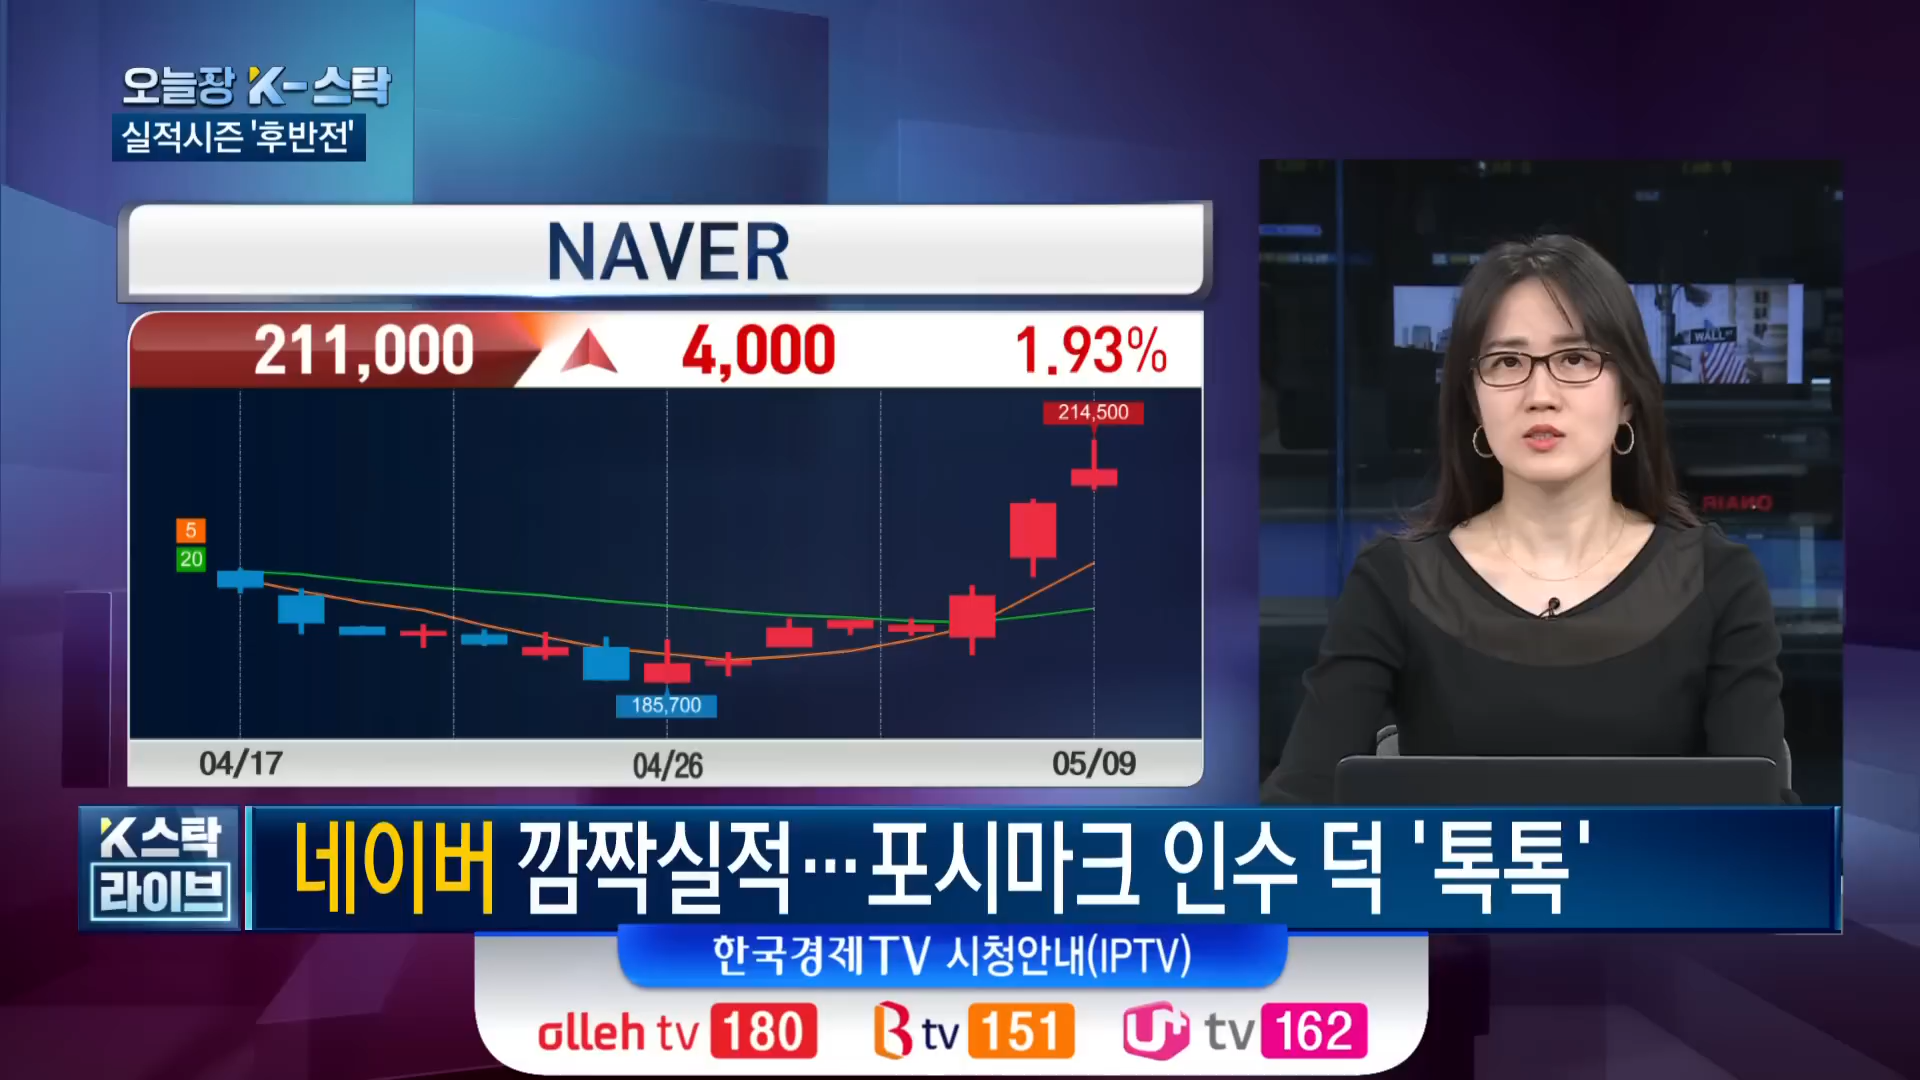 오늘장 K-스탁
실적시즌 '후반전'
NAVER
211,000 4,000 1.93%
214,500
5
20
185,700
04/17 04/26 05/09
WALL ST
ONAIR
K스탁
라이브
네이버 깜짝실적…포시마크 인수 덕 '톡톡'
한국경제TV 시청안내(IPTV)
olleh tv 180 B tv 151 U+ tv 162